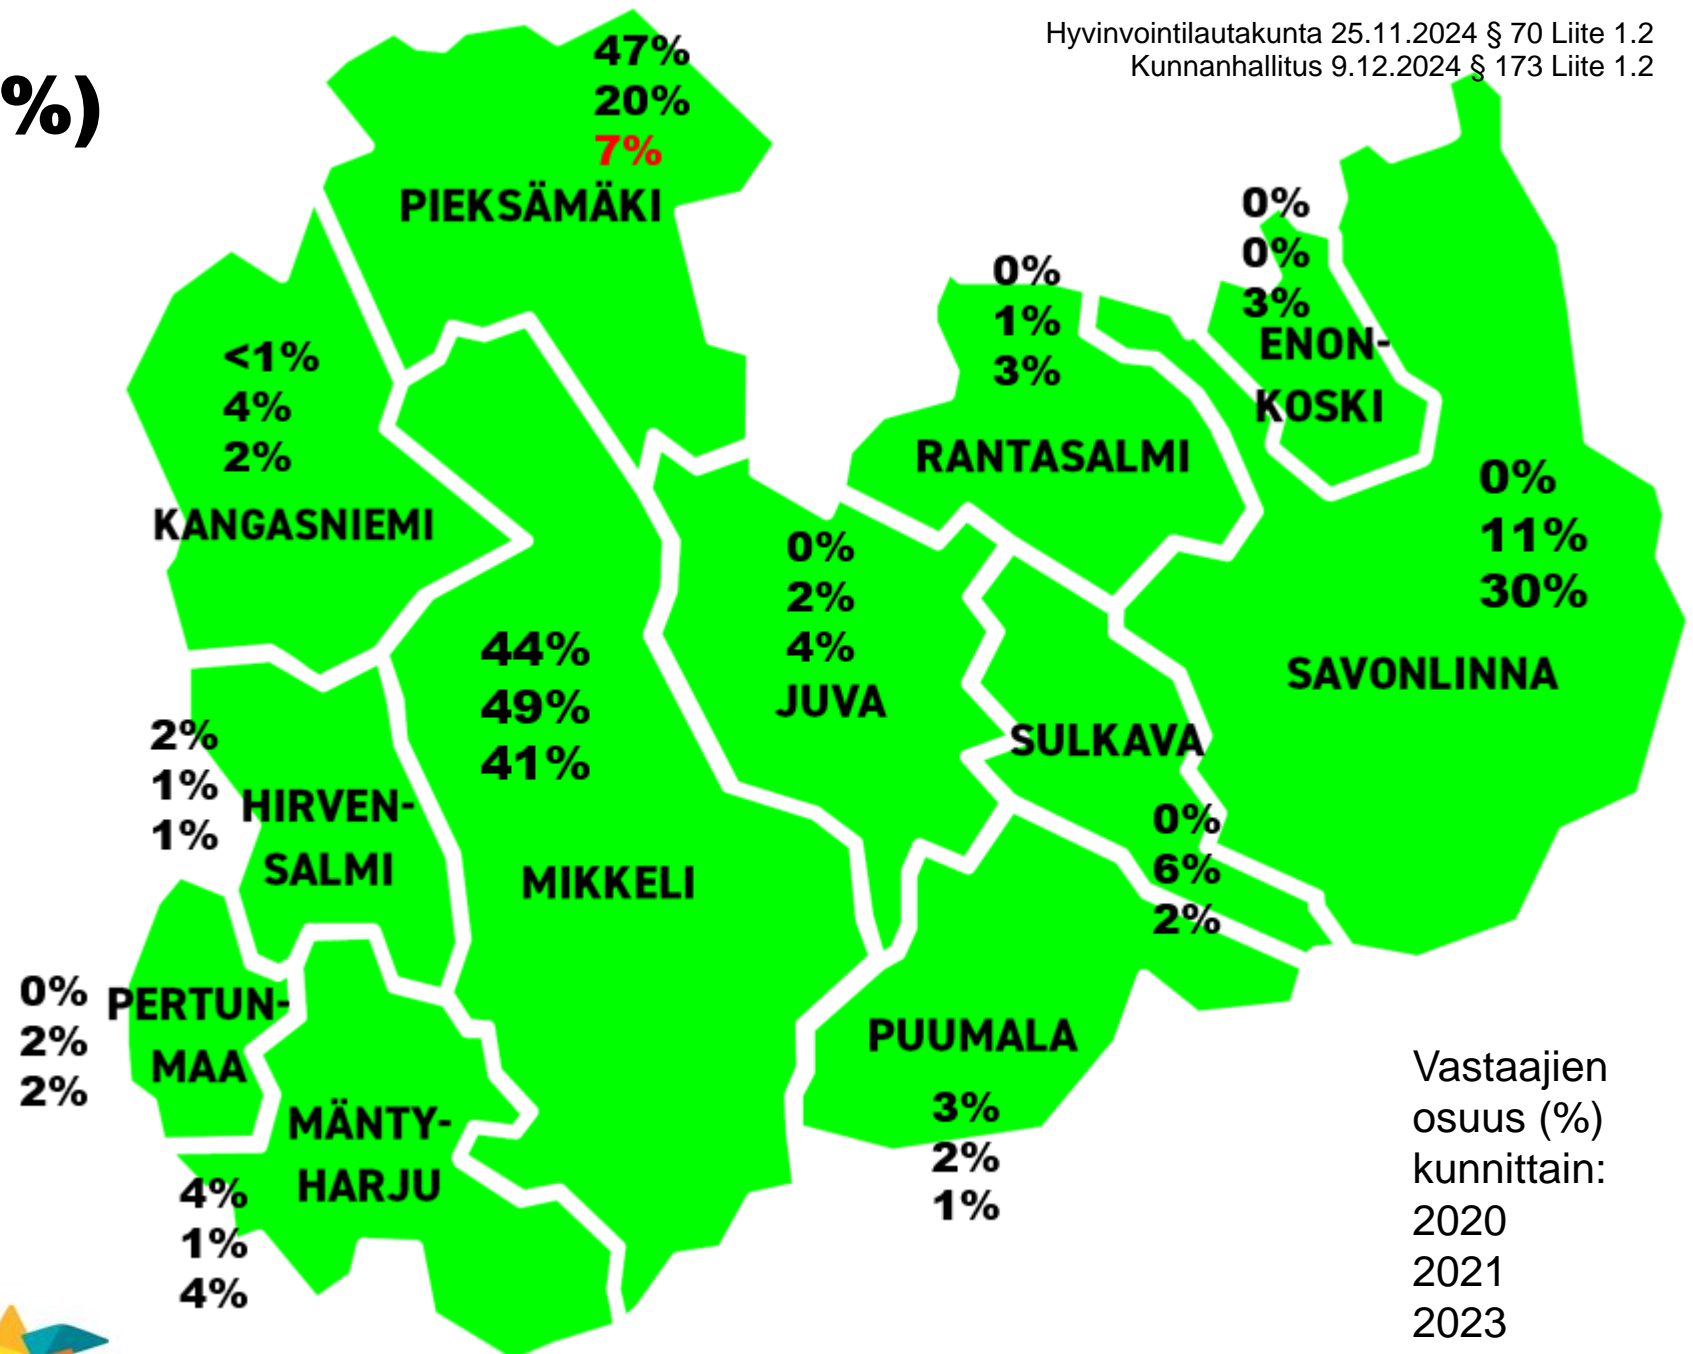 Hyvinvointilautakunta 25.11.2024 § 70 Liite 1.2
Kunnanhallitus 9.12.2024 § 173 Liite 1.2
%)
47%
20%
7%
PIEKSÄMÄKI
0%
0%
3%
ENON-
KOSKI
0%
1%
3%
RANTASALMI
<1%
4%
2%
KANGASNIEMI
0%
11%
30%
SAVONLINNA
0%
2%
4%
JUVA
44%
49%
41%
MIKKELI
SULKAVA
0%
6%
2%
2%
1%
1%
HIRVEN-
SALMI
0%
2%
2%
PERTUN-
MAA
PUUMALA
3%
2%
1%
MÄNTY-
HARJU
4%
1%
4%
Vastaajien
osuus (%)
kunnittain:
2020
2021
2023